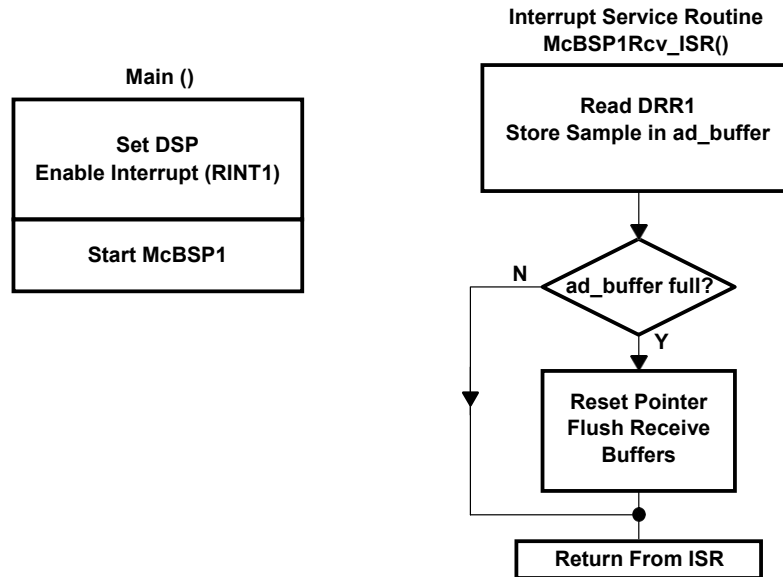 Main ()
Set DSP
Enable Interrupt (RINT1)
Start McBSP1
Interrupt Service Routine
McBSP1Rcv_ISR()
Read DRR1
Store Sample in ad_buffer
ad_buffer full?
N
Y
Reset Pointer
Flush Receive
Buffers
Return From ISR